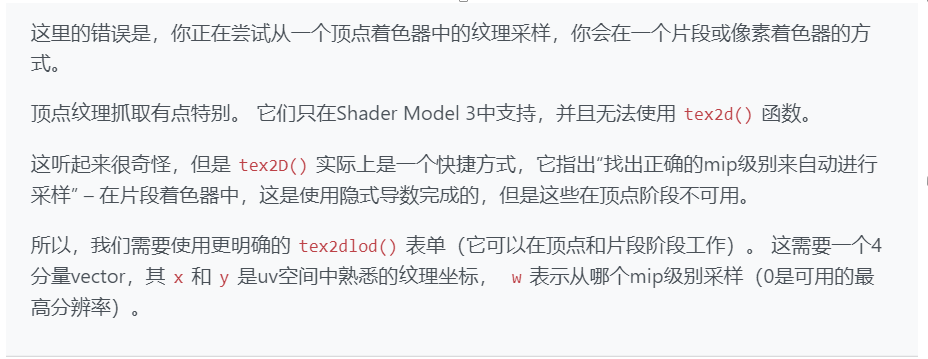 这里的错误是，你正在尝试从一个顶点着色器中的纹理采样，你会在一个片段或像素着色器的方
式。
顶点纹理抓取有点特别。 它们只在Shader Model 3中支持，并且无法使用 tex2d() 函数。
这听起来很奇怪，但是 tex2D() 实际上是一个快捷方式，它指出“找出正确的mip级别来自动进行
采样” – 在片段着色器中，这是使用隐式导数完成的，但是这些在顶点阶段不可用。
所以，我们需要使用更明确的 tex2dlod() 表单（它可以在顶点和片段阶段工作）。 这需要一个4
分量vector，其 x 和 y 是uv空间中熟悉的纹理坐标， w 表示从哪个mip级别采样（0是可用的最
高分辨率）。